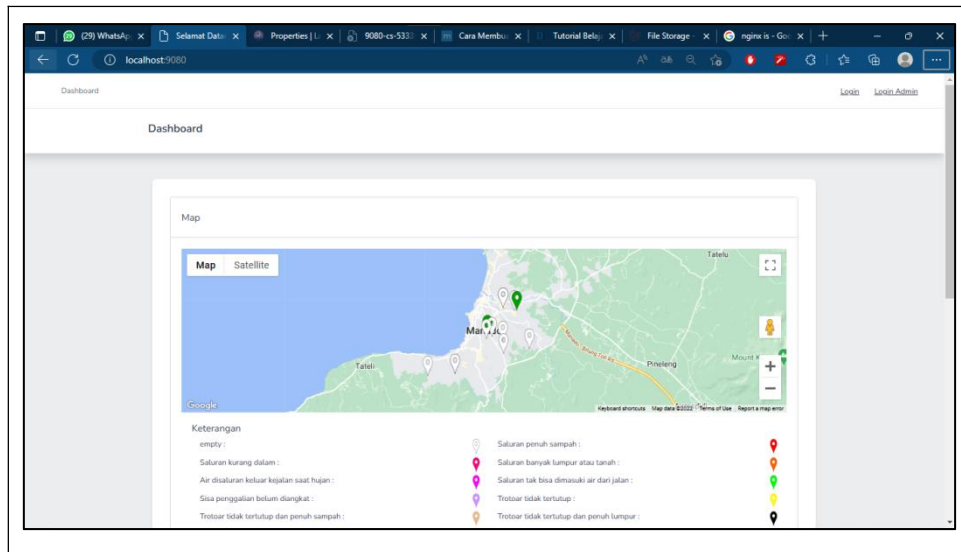 (29) WhatsAp
Selamat Data
Properties | L
9080-cs-533
Cara Membu
Tutorial Belaj
File Storage -
nginx is - Goo
localhost:9080
Dashboard
Login
Login Admin
Dashboard
Map
Map
Satellite
Tatelu
Tateli
Pineleng
Google
Keyboard shortcuts
Map data ©2022
Terms of Use
Report a map error
Keterangan
empty :
Saluran penuh sampah :
Saluran kurang dalam :
Saluran banyak lumpur atau tanah :
Air disaluran keluar kejalan saat hujan :
Saluran tak bisa dimasuki air dari jalan :
Sisa penggalian belum diangkat :
Trotoar tidak tertutup :
Trotoar tidak tertutup dan penuh sampah :
Trotoar tidak tertutup dan penuh lumpur :